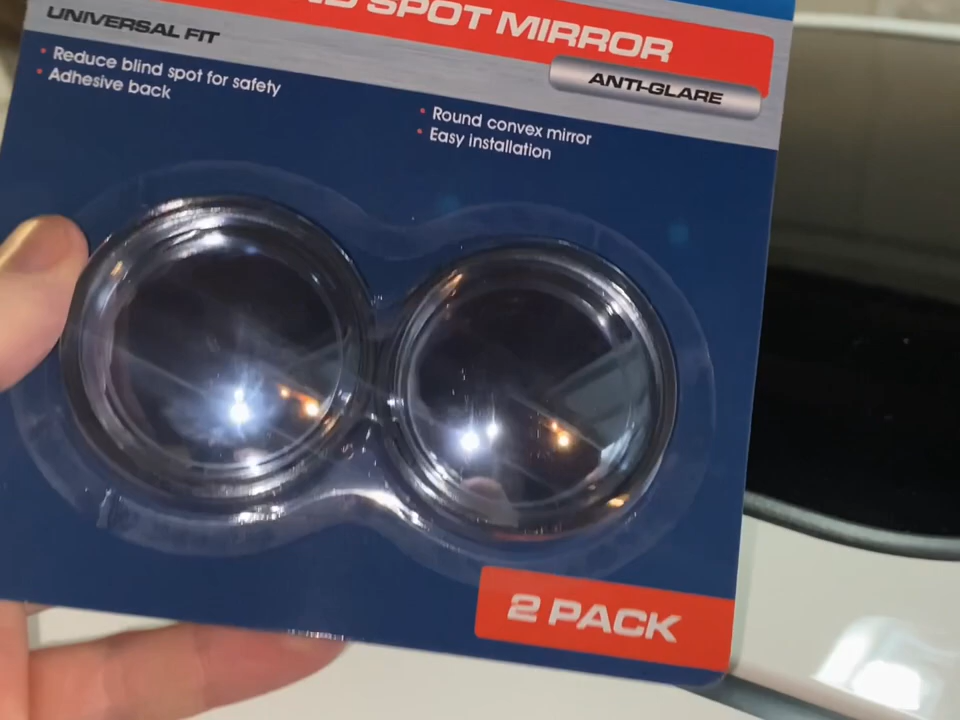 SPOT MIRROR
UNIVERSAL FIT
ANTI-GLARE
• Reduce blind spot for safety
• Adhesive back
• Round convex mirror
• Easy installation
2 PACK